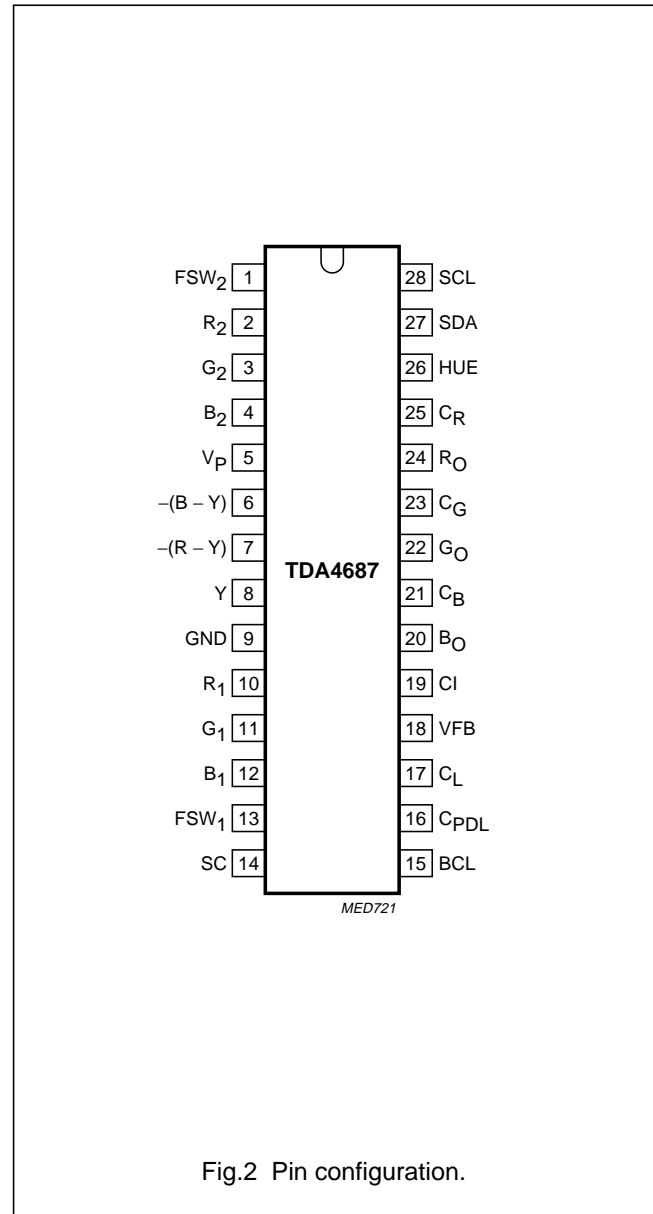 FSW2 1 28 SCL
R2 2 27 SDA
G2 3 26 HUE
B2 4 25 CR
VP 5 24 RO
−(B − Y) 6 23 CG
−(R − Y) 7 22 GO
TDA4687
Y 8 21 CB
GND 9 20 BO
R1 10 19 CI
G1 11 18 VFB
B1 12 17 CL
FSW1 13 16 CPDL
SC 14 15 BCL
MED721
Fig.2 Pin configuration.